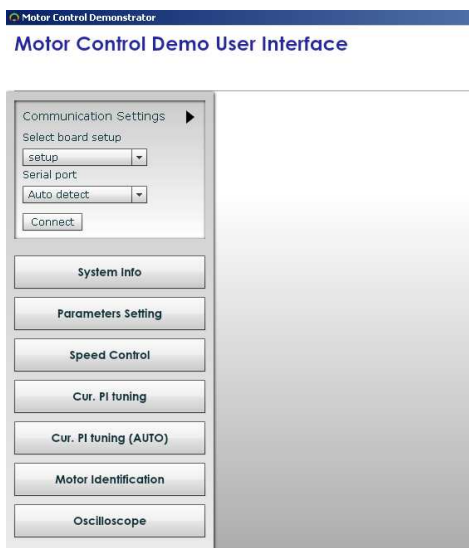 Motor Control Demonstrator
Motor Control Demo User Interface
Communication Settings
Select board setup
setup
Serial port
Auto detect
Connect
System Info
Parameters Setting
Speed Control
Cur. PI tuning
Cur. PI tuning (AUTO)
Motor Identification
Oscilloscope